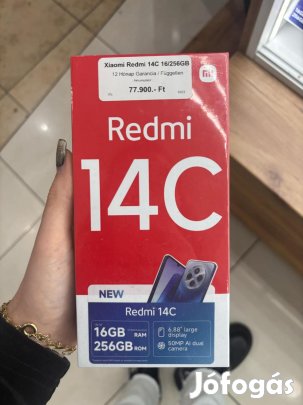 Xiaomi Redmi 14C 16/256GB
12 Hónap Garancia / Független
77.900.- Ft
Redmi
14C
NEW
Redmi 14C
16GB RAM
256GB ROM
6.88" large
display
50MP Ai dual
camera
Jófogás